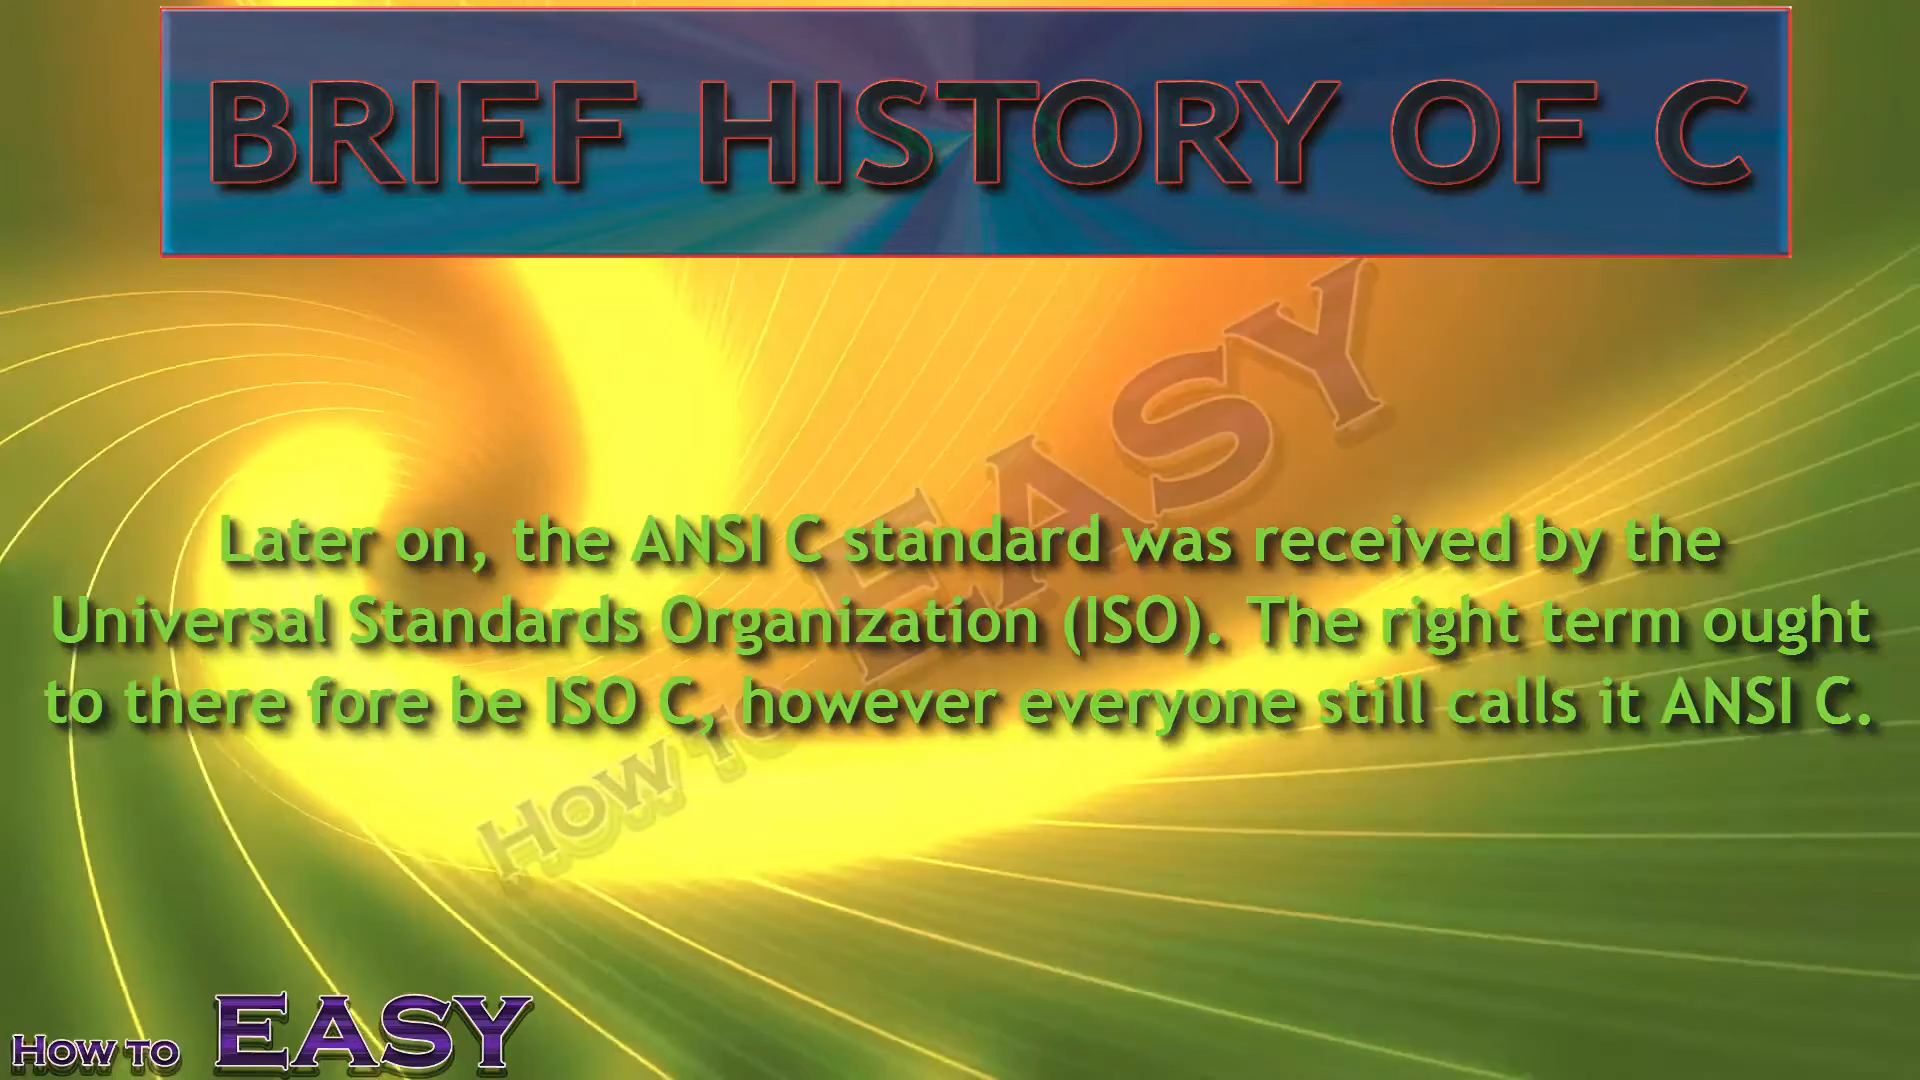 BRIEF HISTORY OF C
Later on, the ANSI C standard was received by the
Universal Standards Organization (ISO). The right term ought
to there fore be ISO C, however everyone still calls it ANSI C.
How to EASY
How to EASY